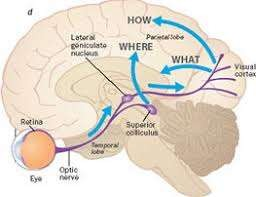 d
HOW
Parietal lobe
Lateral
geniculate
nucleus
WHERE
WHAT
Visual
cortex
Retina
Superior
colliculus
Temporal
lobe
Optic
nerve
Eye